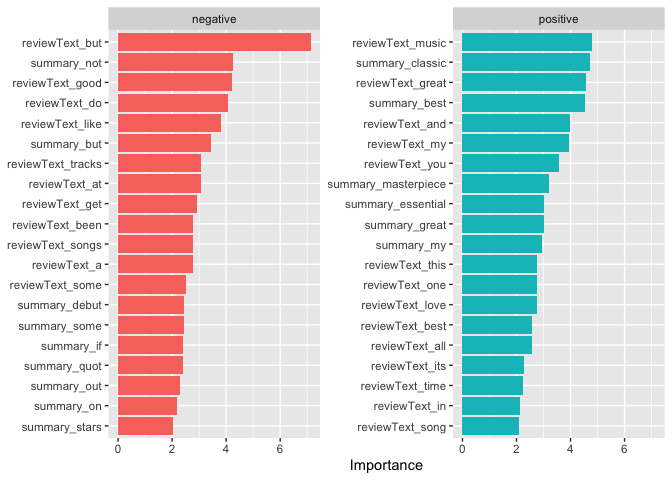 negative
reviewText_but
summary_not
reviewText_good
reviewText_do
reviewText_like
summary_but
reviewText_tracks
reviewText_at
reviewText_get
reviewText_been
reviewText_songs
reviewText_a
reviewText_some
summary_debut
summary_some
summary_if
summary_quot
summary_out
summary_on
summary_stars
0 2 4 6
positive
reviewText_music
summary_classic
reviewText_great
summary_best
reviewText_and
reviewText_my
reviewText_you
summary_masterpiece
summary_essential
summary_great
summary_my
reviewText_this
reviewText_one
reviewText_love
reviewText_best
reviewText_all
reviewText_its
reviewText_time
reviewText_in
reviewText_song
0 2 4 6
Importance